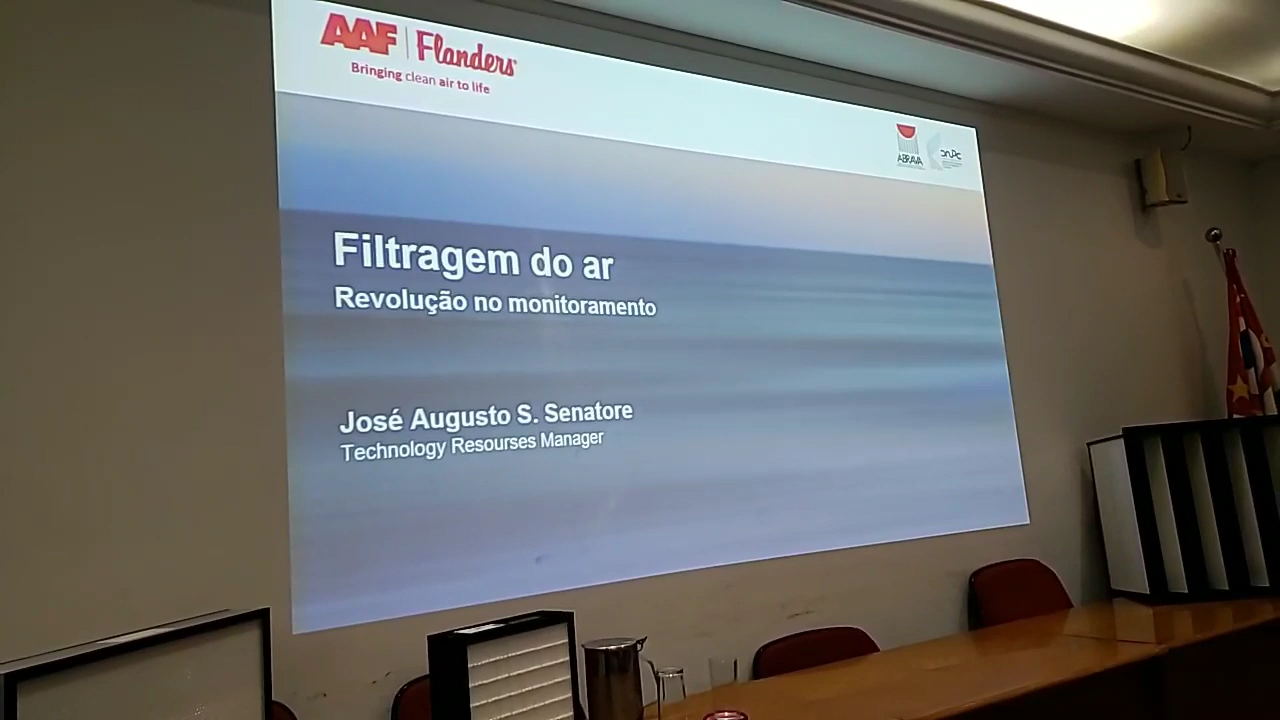 AAF | Flanders
Bringing clean air to life
ABRAVA
Filtragem do ar
Revolução no monitoramento
José Augusto S. Senatore
Technology Resourses Manager